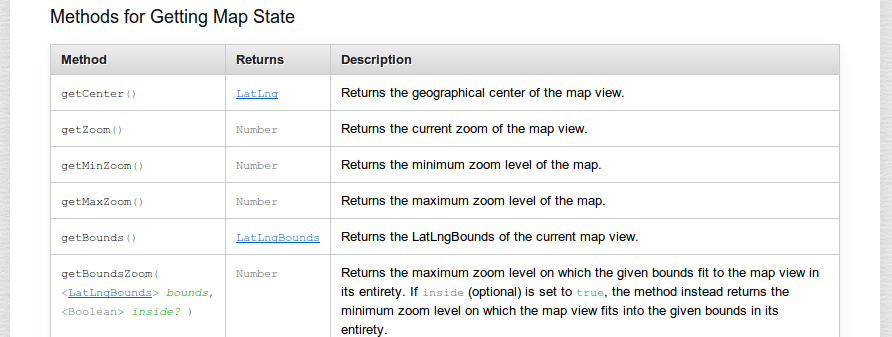 Methods for Getting Map State
Method Returns Description
getCenter() LatLng Returns the geographical center of the map view.
getZoom() Number Returns the current zoom of the map view.
getMinZoom() Number Returns the minimum zoom level of the map.
getMaxZoom() Number Returns the maximum zoom level of the map.
getBounds() LatLngBounds Returns the LatLngBounds of the current map view.
getBoundsZoom( Number Returns the maximum zoom level on which the given bounds fit to the map view in
<LatLngBounds> bounds, its entirety. If inside (optional) is set to true, the method instead returns the
<Boolean> inside? ) minimum zoom level on which the map view fits into the given bounds in its
entirety.